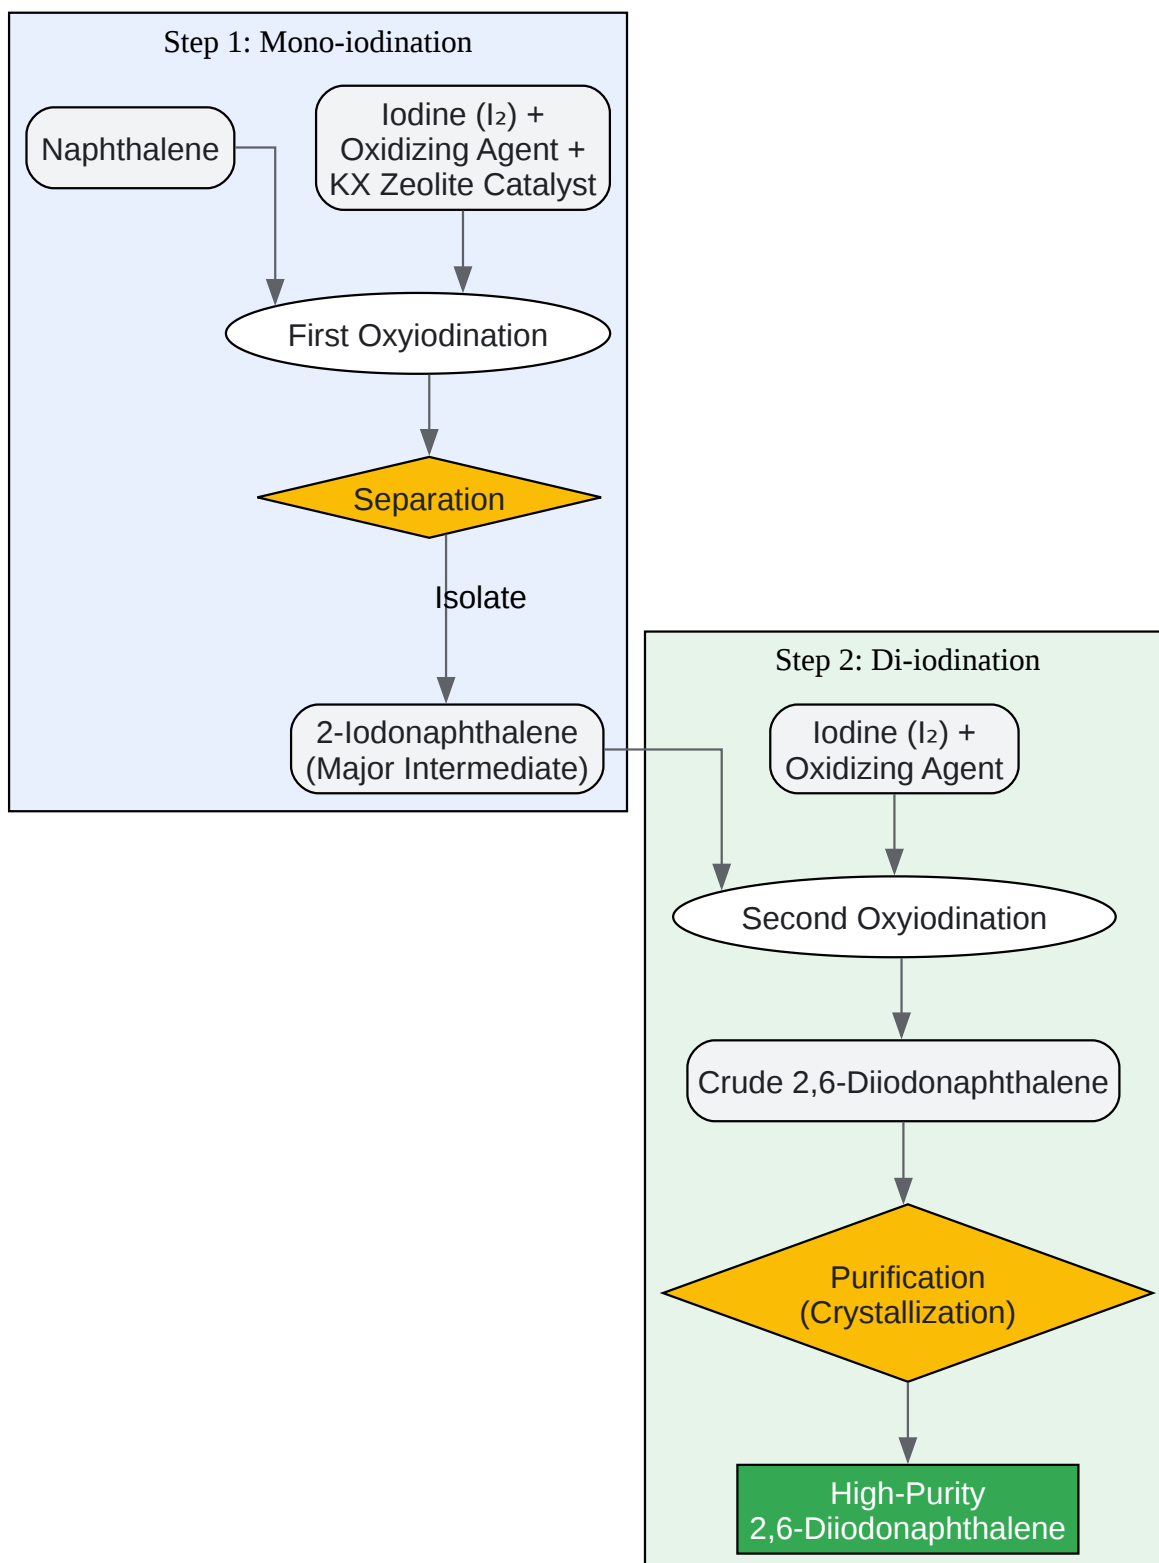 Step 1: Mono-iodination
Naphthalene
Iodine (I₂) +
Oxidizing Agent +
KX Zeolite Catalyst
First Oxyiodination
Separation
Isolate
2-Iodonaphthalene
(Major Intermediate)
Step 2: Di-iodination
Iodine (I₂) +
Oxidizing Agent
Second Oxyiodination
Crude 2,6-Diiodonaphthalene
Purification
(Crystallization)
High-Purity
2,6-Diiodonaphthalene